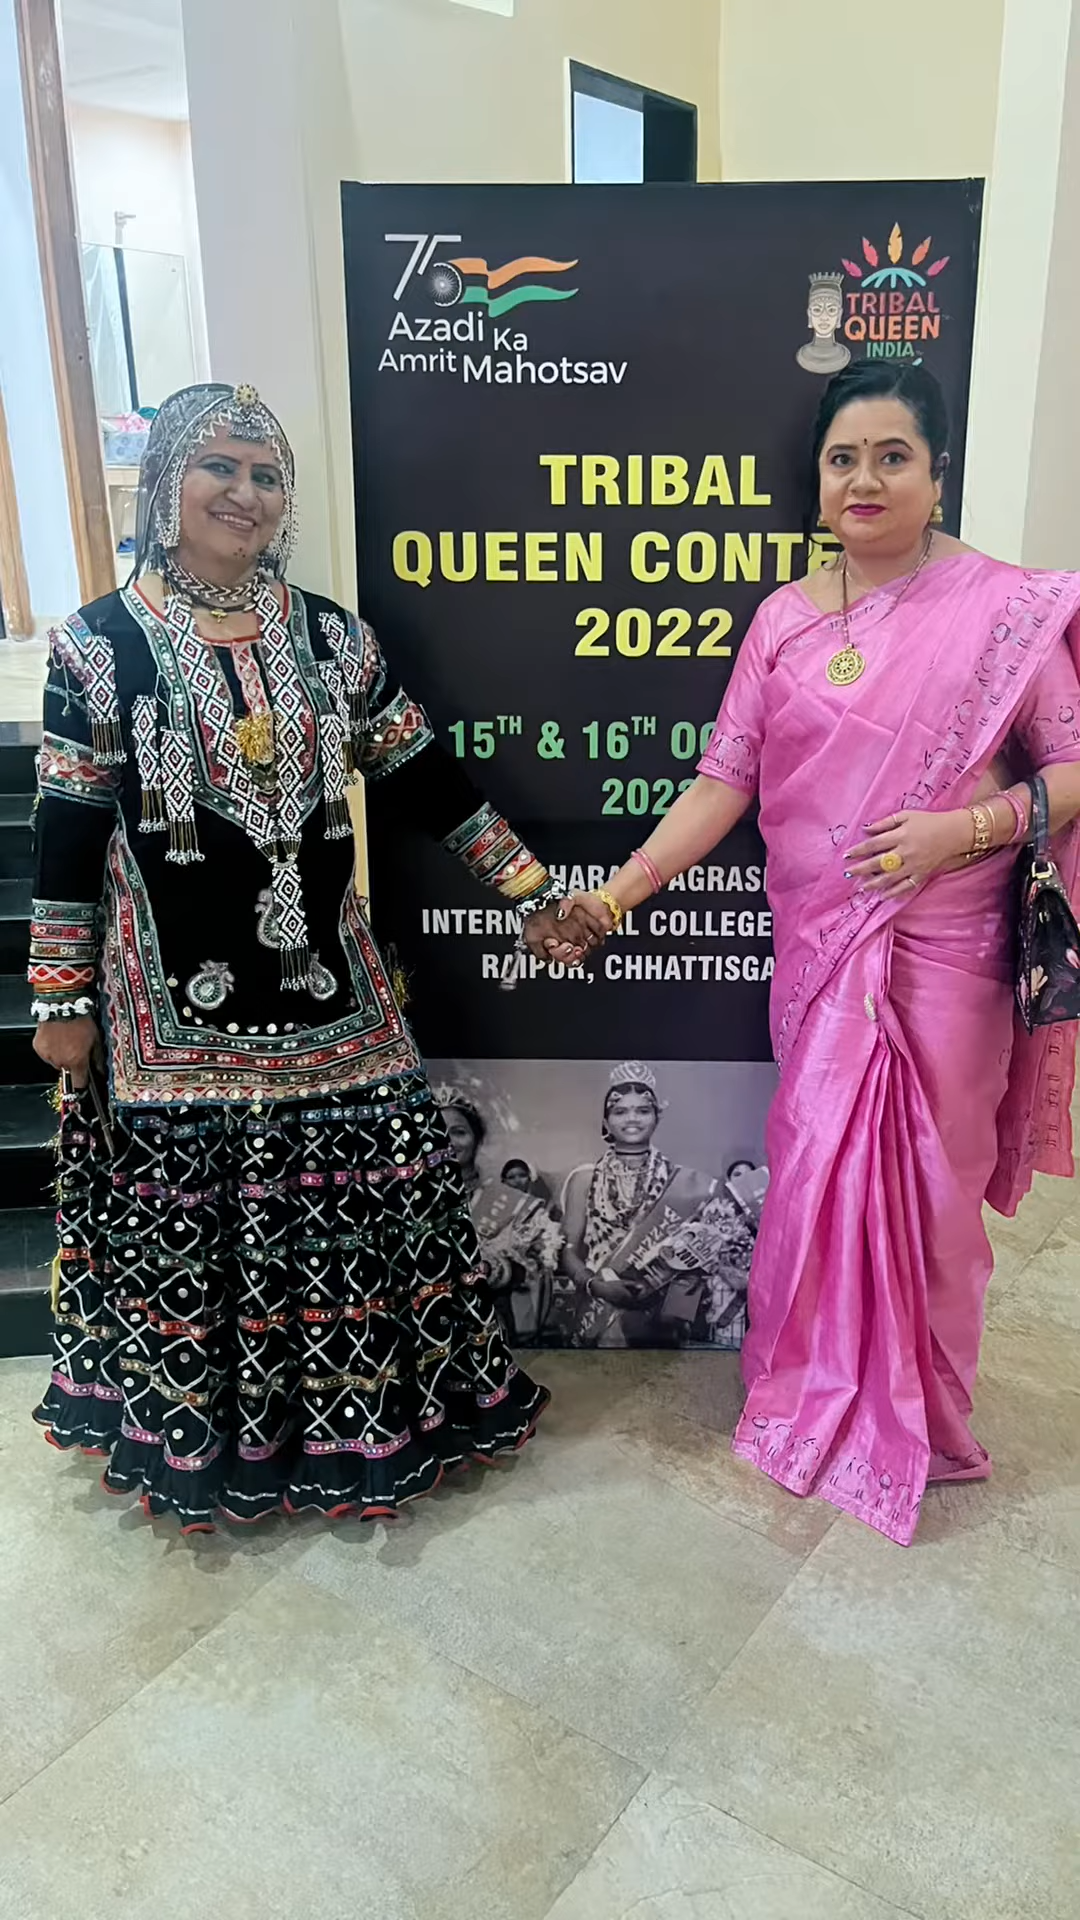 75
Azadi Ka
Amrit Mahotsav
TRIBAL
QUEEN
INDIA
TRIBAL
QUEEN CONTE
2022
15TH & 16TH OC
202
AGRAS
INTERN COLLEGE
RAIPUR, CHHATTISGA